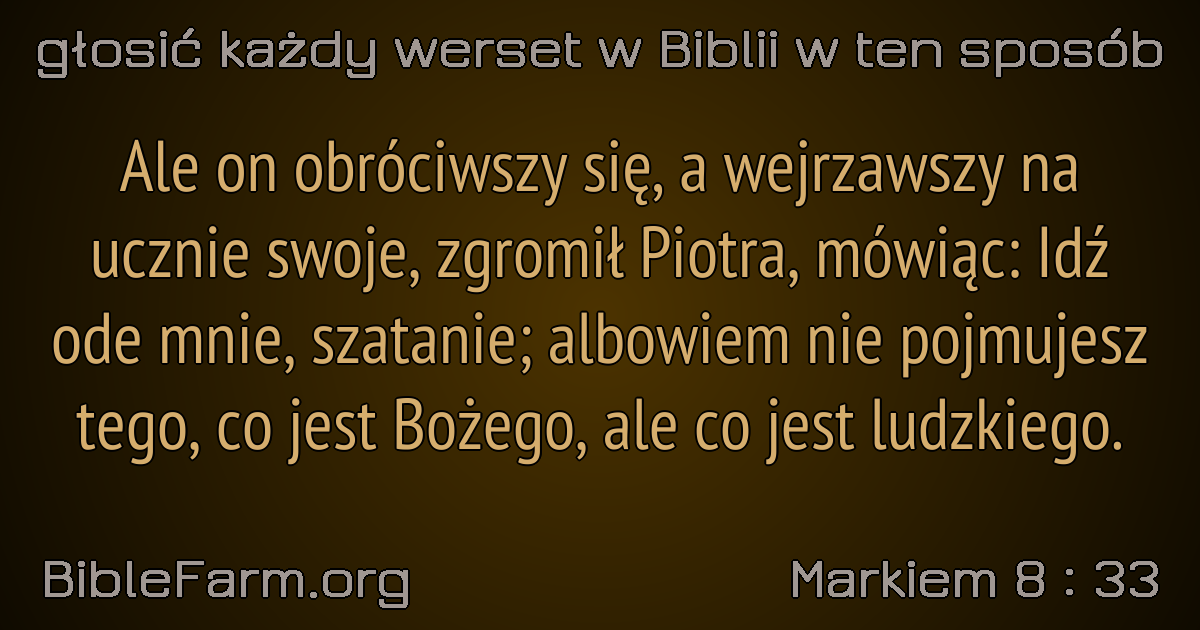 głosić każdy werset w Biblii w ten sposób
Ale on obróciwszy się, a wejrzawszy na
ucznie swoje, zgromił Piotra, mówiąc: Idź
ode mnie, szatanie; albowiem nie pojmujesz
tego, co jest Bożego, ale co jest ludzkiego.
BibleFarm.org
Markiem 8 : 33